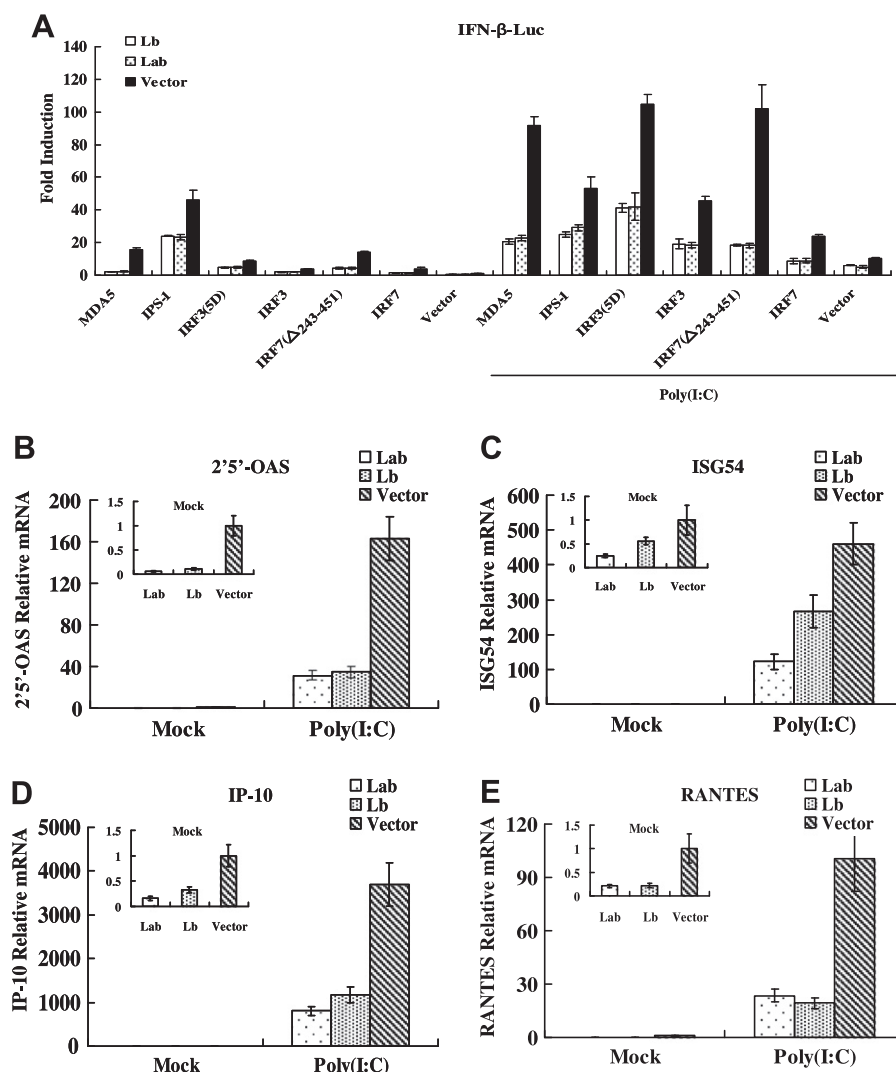 A
IFN-β-Luc
Lb
Lab
Vector
Fold Induction
140
120
100
80
60
40
20
0
MDA5
IPS-1
IRF3(5D)
IRF3
IRF7(Δ243-451)
IRF7
Vector
MDA5
IPS-1
IRF3(5D)
IRF3
IRF7(Δ243-451)
IRF7
Vector
Poly(I:C)
B
2'5'-OAS
Lab
Lb
Vector
2'5'-OAS Relative mRNA
200
160
120
80
40
0
1.5
1
0.5
0
Mock
Lab Lb Vector
Mock Poly(I:C)
C
ISG54
Lab
Lb
Vector
ISG54 Relative mRNA
600
500
400
300
200
100
0
1.5
1
0.5
0
Mock
Lab Lb Vector
Mock Poly(I:C)
D
IP-10
Lab
Lb
Vector
IP-10 Relative mRNA
5000
4000
3000
2000
1000
0
1.5
1
0.5
0
Mock
Lab Lb Vector
Mock Poly(I:C)
E
RANTES
Lab
Lb
Vector
RANTES Relative mRNA
120
90
60
30
0
1.5
1
0.5
0
Mock
Lab Lb Vector
Mock Poly(I:C)